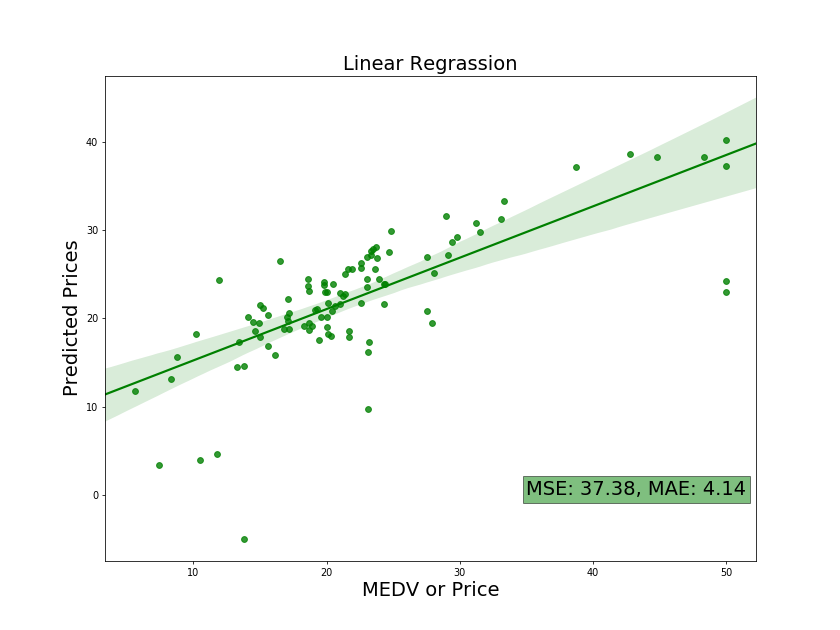 Linear Regrassion
Predicted Prices
40
30
20
10
0
MSE: 37.38, MAE: 4.14
10 20 30 40 50
MEDV or Price